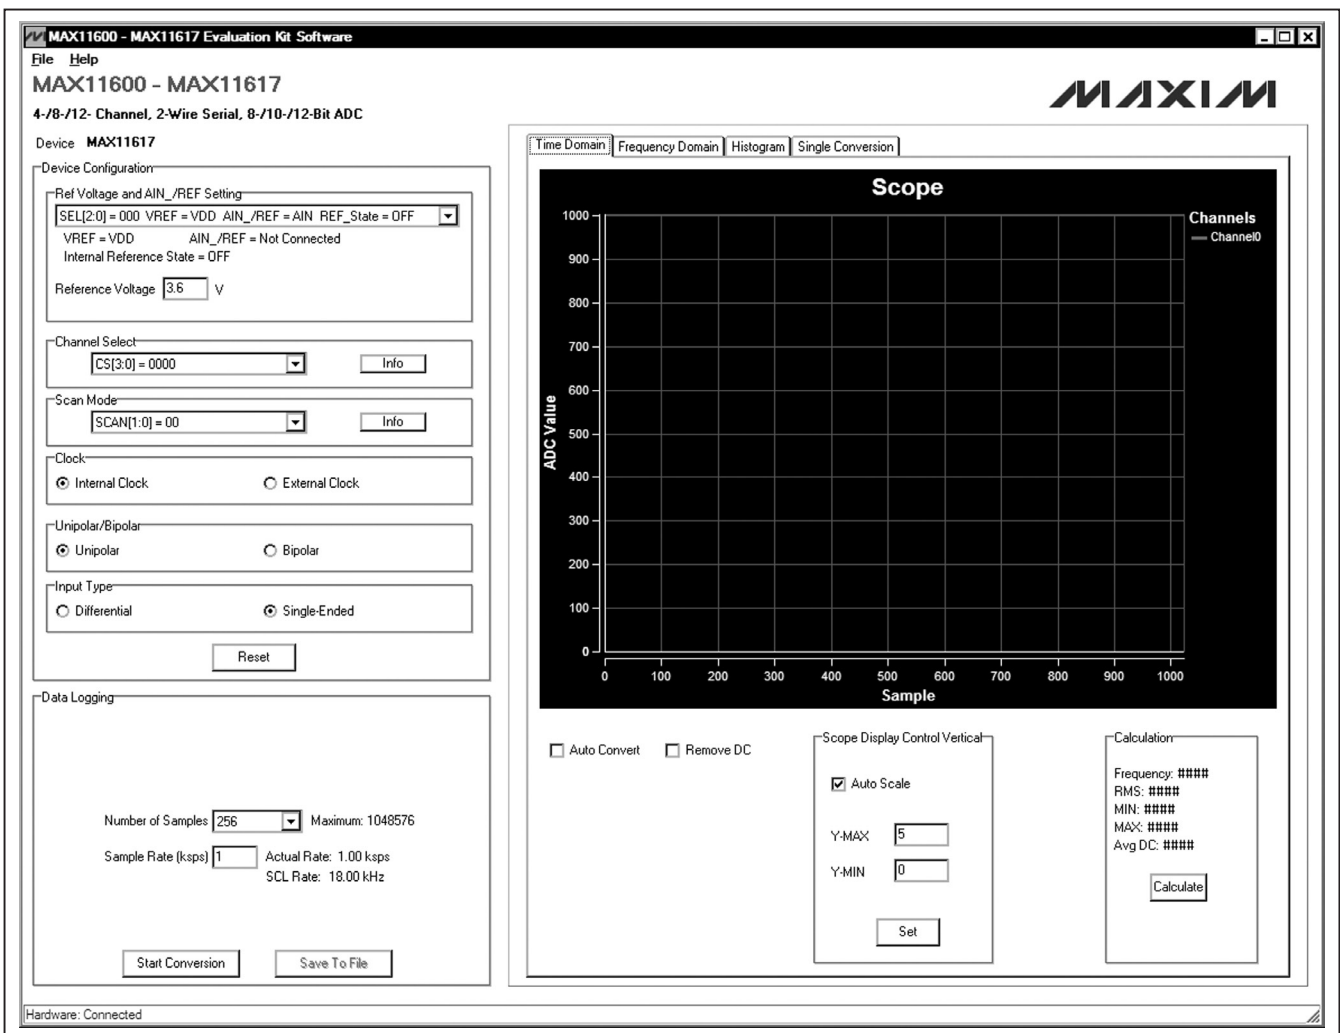 MAX11600 - MAX11617 Evaluation Kit Software
File Help
MAX11600 - MAX11617
MAXIM
4-/8-/12- Channel, 2-Wire Serial, 8-/10-/12-Bit ADC
Device MAX11617
Device Configuration
Ref Voltage and AIN_/REF Setting
SEL[2:0] = 000 VREF = VDD AIN_/REF = AIN REF_State = OFF
VREF = VDD AIN_/REF = Not Connected
Internal Reference State = OFF
Reference Voltage 3.6 V
Channel Select
CS[3:0] = 0000 Info
Scan Mode
SCAN[1:0] = 00 Info
Clock
Internal Clock External Clock
Unipolar/Bipolar
Unipolar Bipolar
Input Type
Differential Single-Ended
Reset
Data Logging
Number of Samples 256 Maximum: 1048576
Sample Rate (ksps) 1 Actual Rate: 1.00 ksps
SCL Rate: 18.00 kHz
Start Conversion Save To File
Time Domain Frequency Domain Histogram Single Conversion
Scope
Channels
Channel0
ADC Value
1000
900
800
700
600
500
400
300
200
100
0
0 100 200 300 400 500 600 700 800 900 1000
Sample
Auto Convert Remove DC
Scope Display Control Vertical
Auto Scale
Y-MAX 5
Y-MIN 0
Set
Calculation
Frequency: ####
RMS: ####
MIN: ####
MAX: ####
Avg DC: ####
Calculate
Hardware: Connected